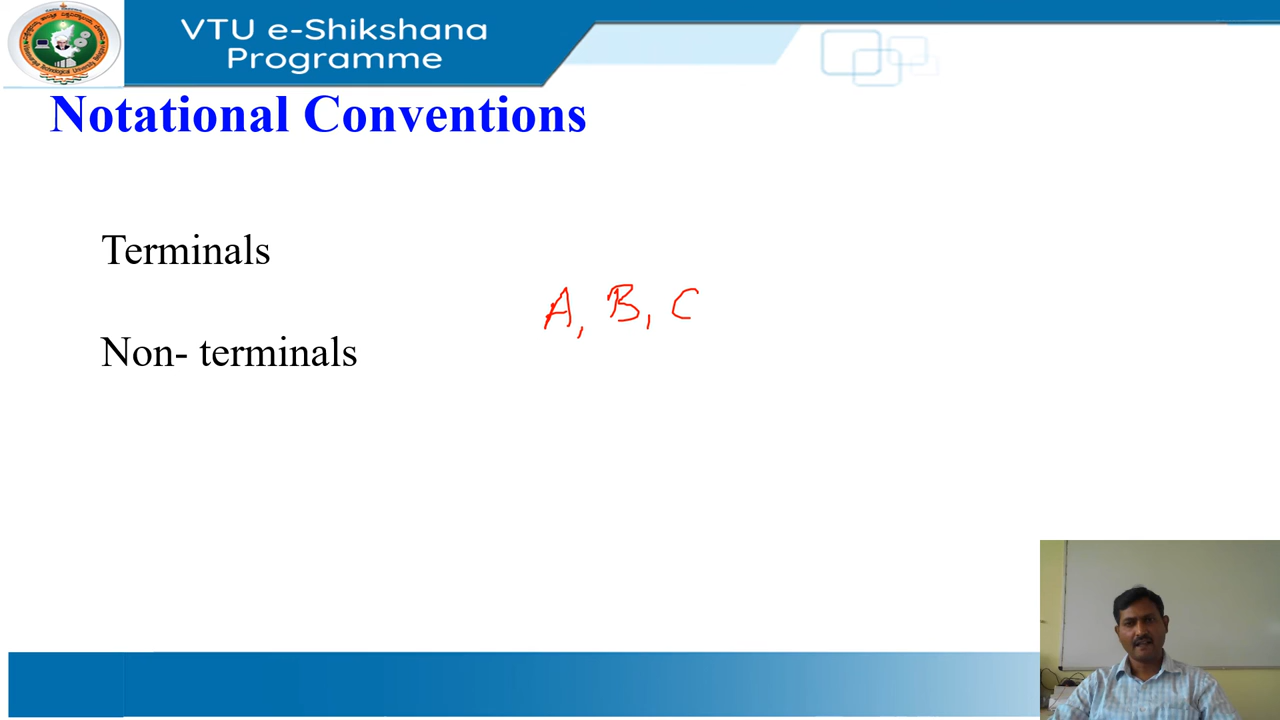 VTU e-Shikshana
Programme
Notational Conventions
Terminals
A, B, C
Non- terminals